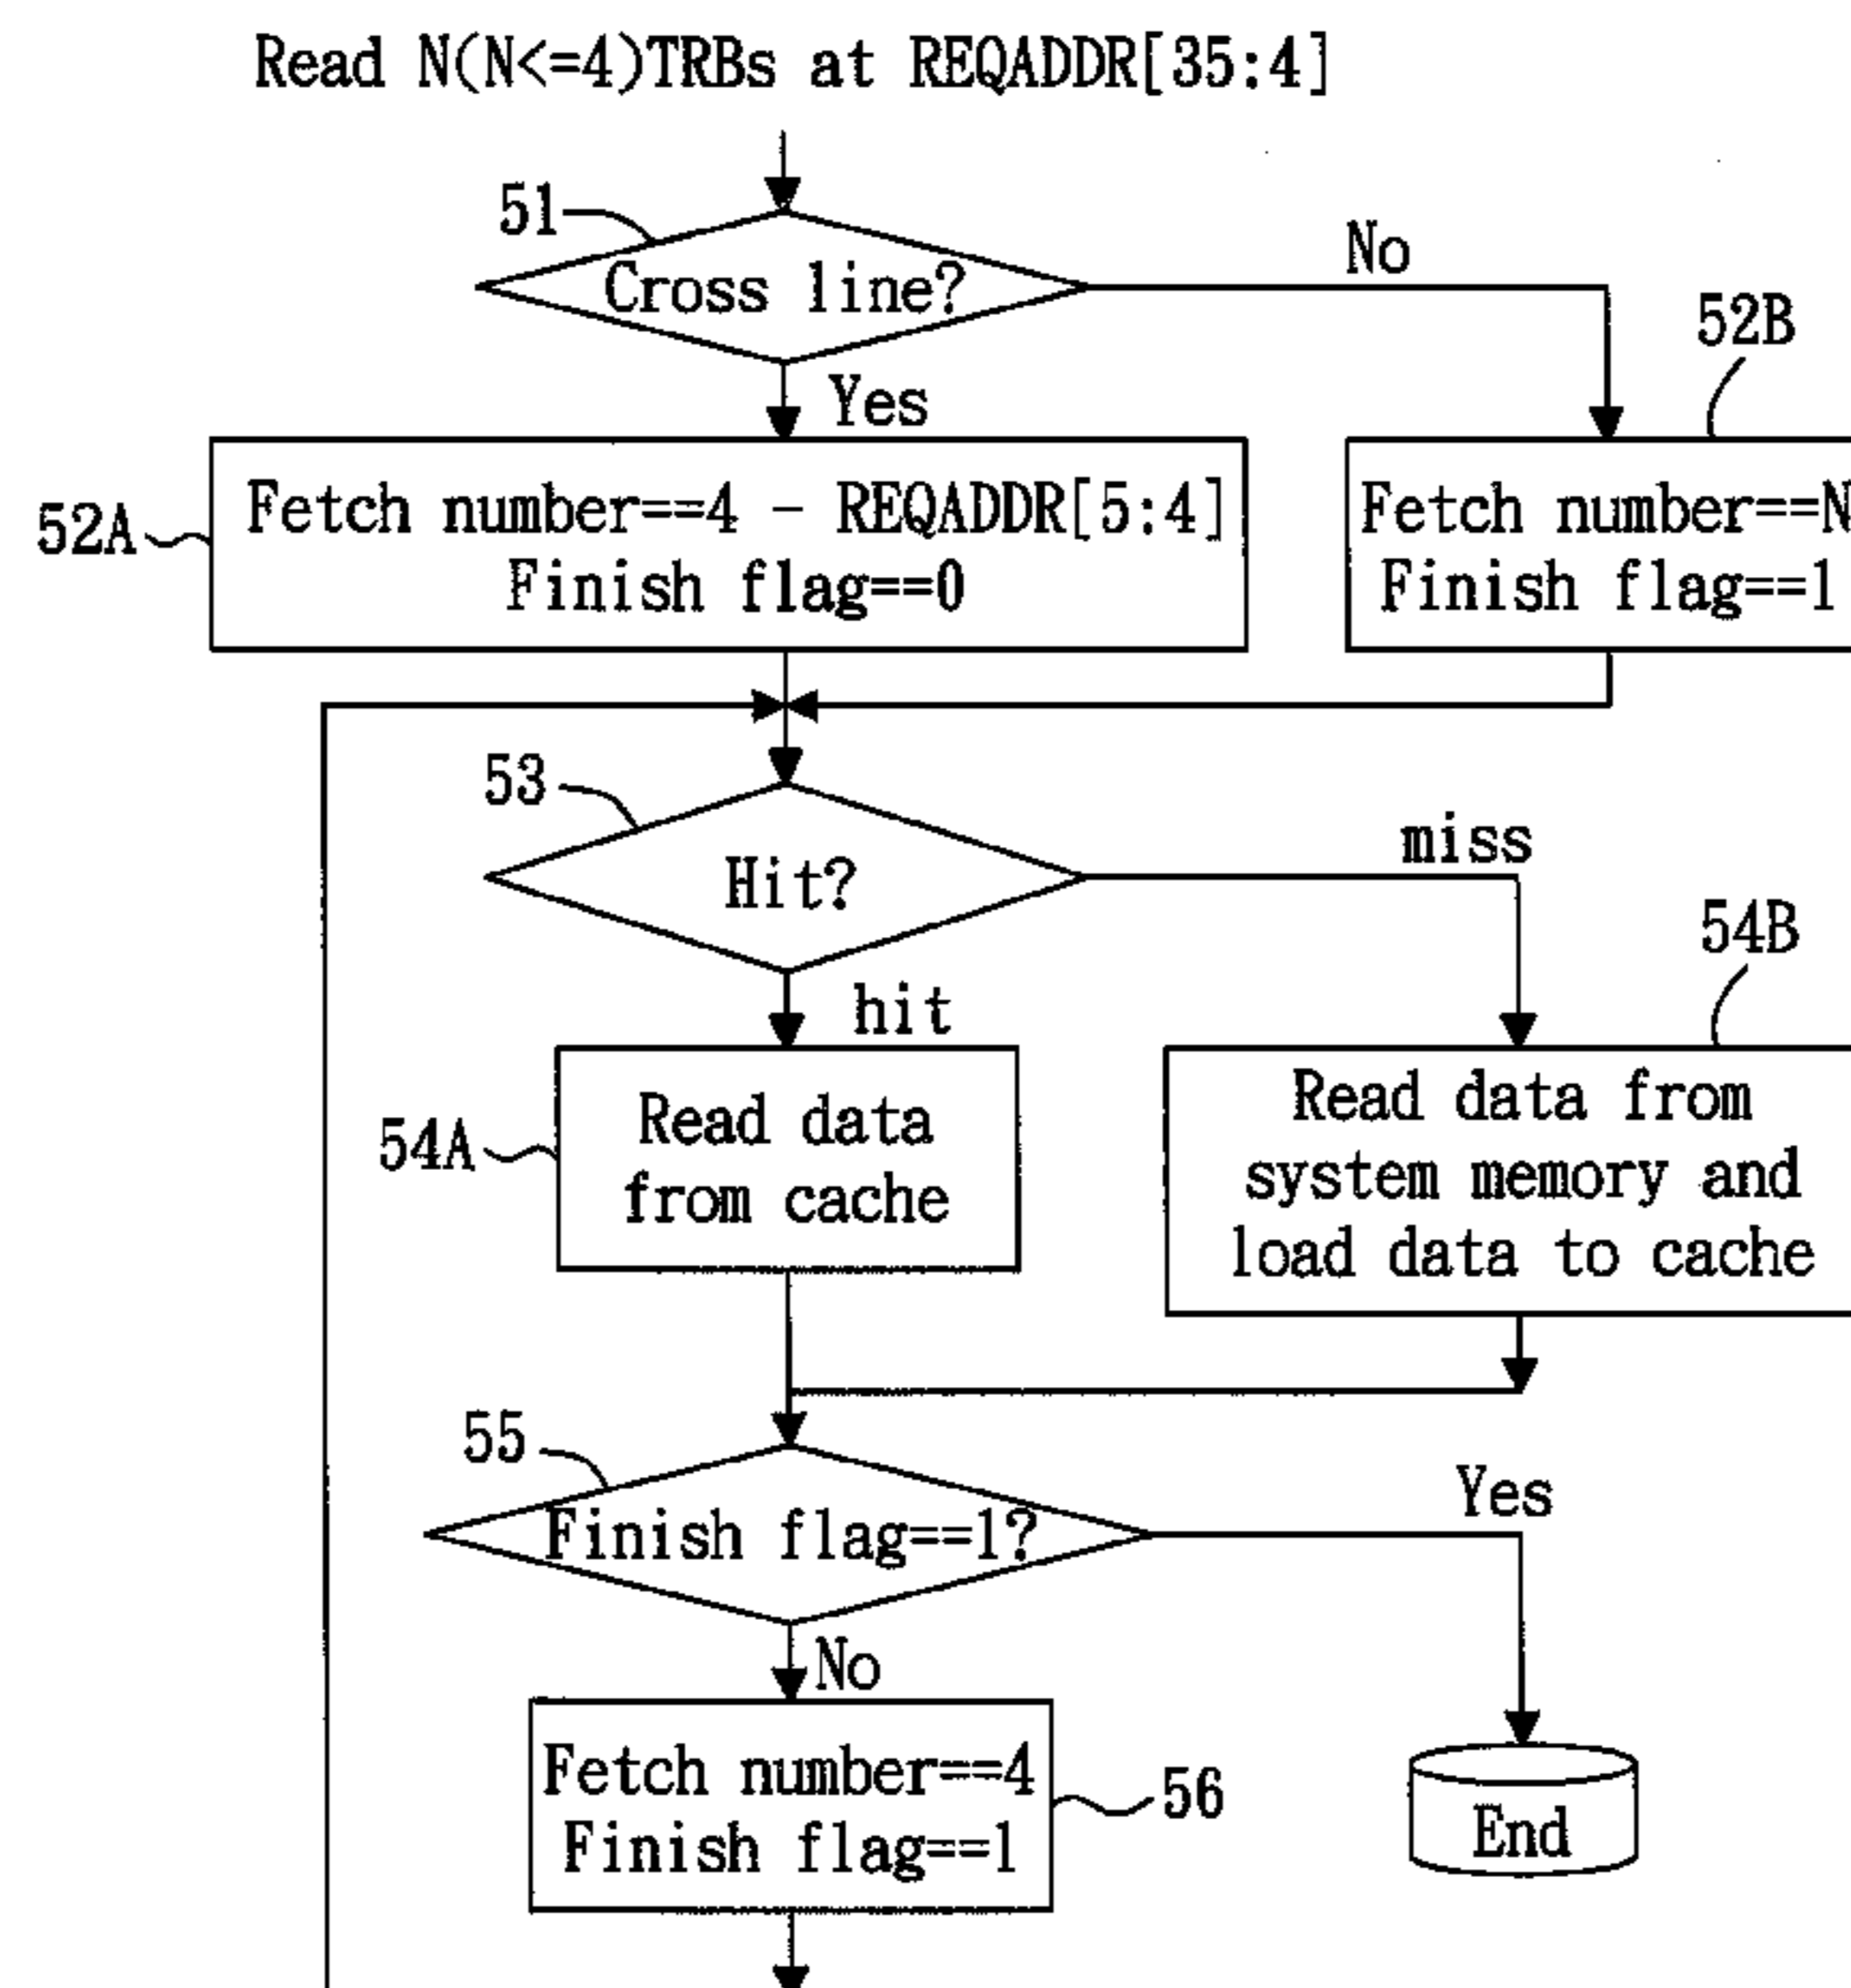 Read N(N<=4)TRBs at REQADDR[35:4]
51
Cross line?
No
Yes
52B
52A
Fetch number==4 - REQADDR[5:4]
Finish flag==0
Fetch number==N
Finish flag==1
53
Hit?
miss
hit
54B
54A
Read data
from cache
Read data from
system memory and
load data to cache
55
Finish flag==1?
Yes
No
Fetch number==4
Finish flag==1
56
End